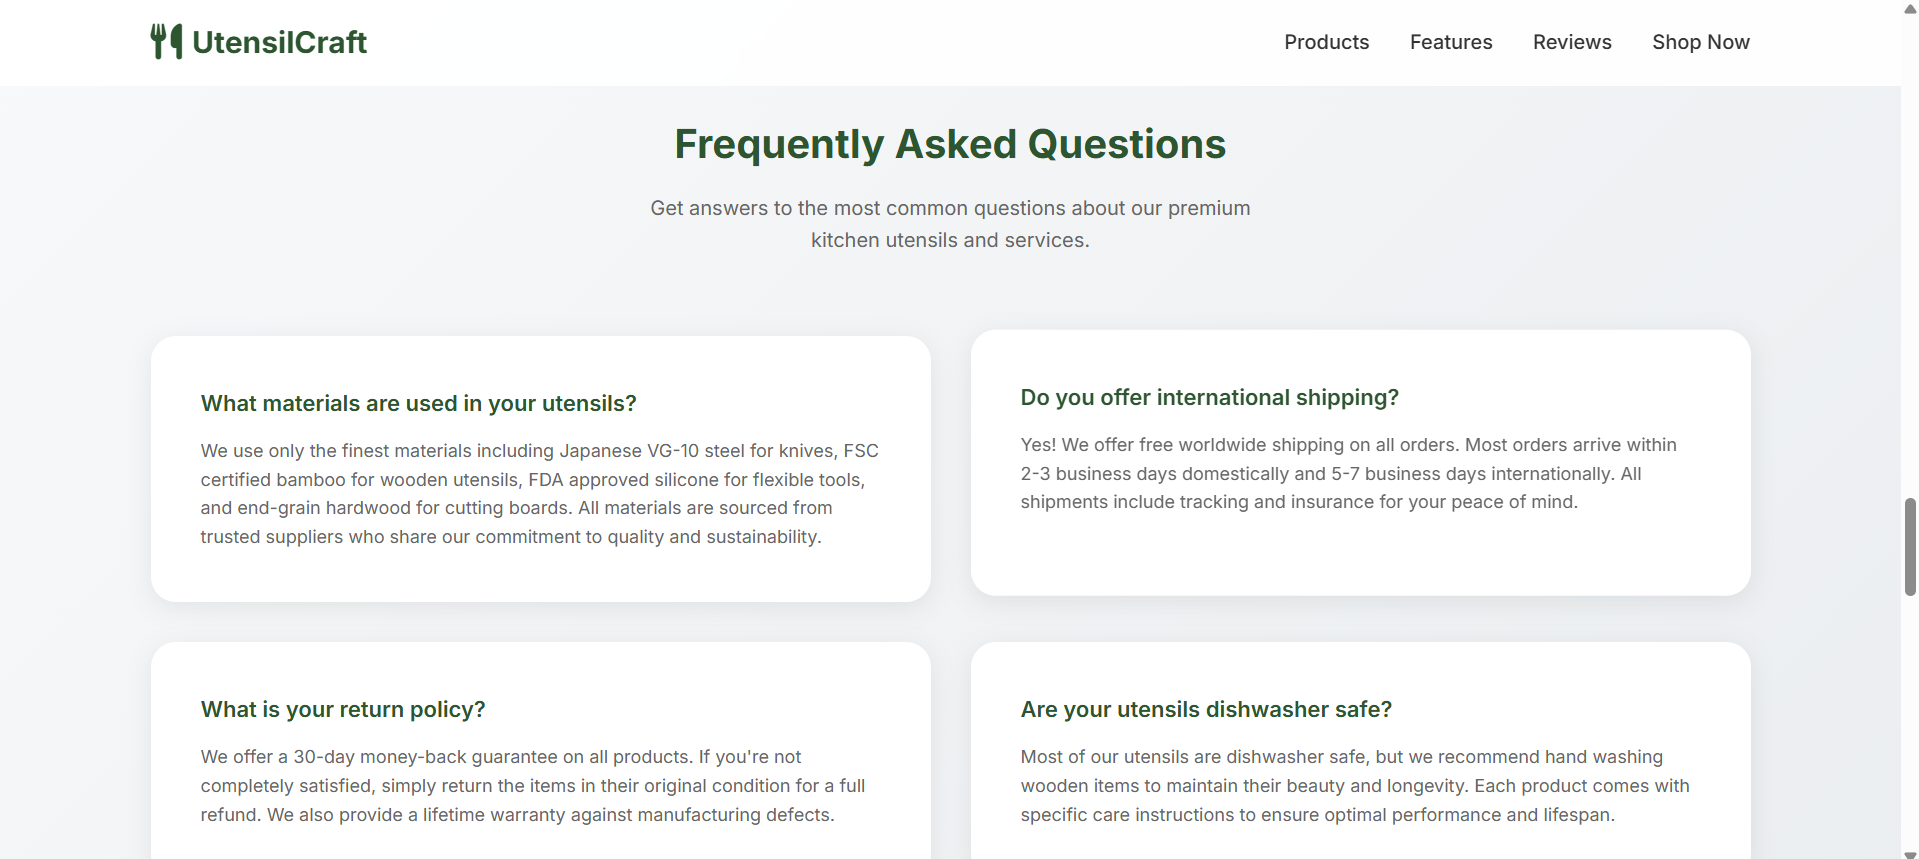 UtensilCraft
Products
Features
Reviews
Shop Now
Frequently Asked Questions
Get answers to the most common questions about our premium
kitchen utensils and services.
What materials are used in your utensils?
We use only the finest materials including Japanese VG-10 steel for knives, FSC
certified bamboo for wooden utensils, FDA approved silicone for flexible tools,
and end-grain hardwood for cutting boards. All materials are sourced from
trusted suppliers who share our commitment to quality and sustainability.
Do you offer international shipping?
Yes! We offer free worldwide shipping on all orders. Most orders arrive within
2-3 business days domestically and 5-7 business days internationally. All
shipments include tracking and insurance for your peace of mind.
What is your return policy?
We offer a 30-day money-back guarantee on all products. If you're not
completely satisfied, simply return the items in their original condition for a full
refund. We also provide a lifetime warranty against manufacturing defects.
Are your utensils dishwasher safe?
Most of our utensils are dishwasher safe, but we recommend hand washing
wooden items to maintain their beauty and longevity. Each product comes with
specific care instructions to ensure optimal performance and lifespan.